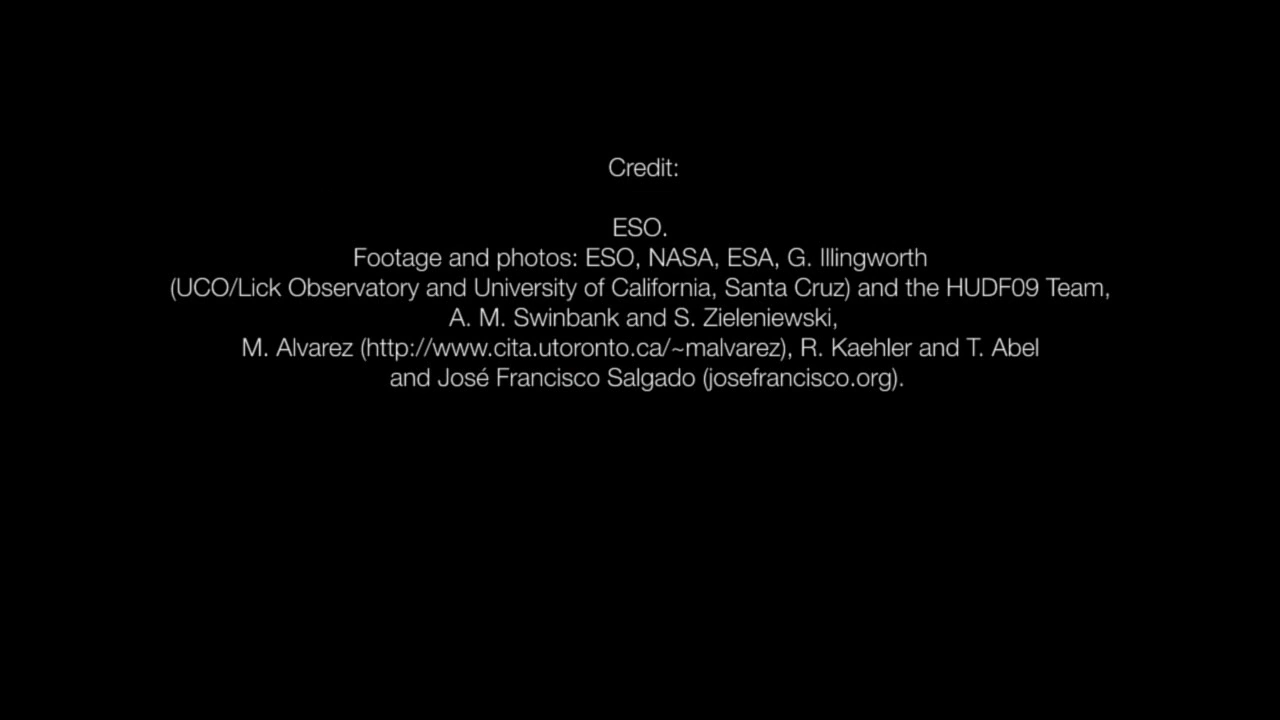 Credit:
ESO.
Footage and photos: ESO, NASA, ESA, G. Illingworth
(UCO/Lick Observatory and University of California, Santa Cruz) and the HUDF09 Team,
A. M. Swinbank and S. Zieleniewski,
M. Alvarez (http://www.cita.utoronto.ca/~malvarez), R. Kaehler and T. Abel
and José Francisco Salgado (josefrancisco.org).